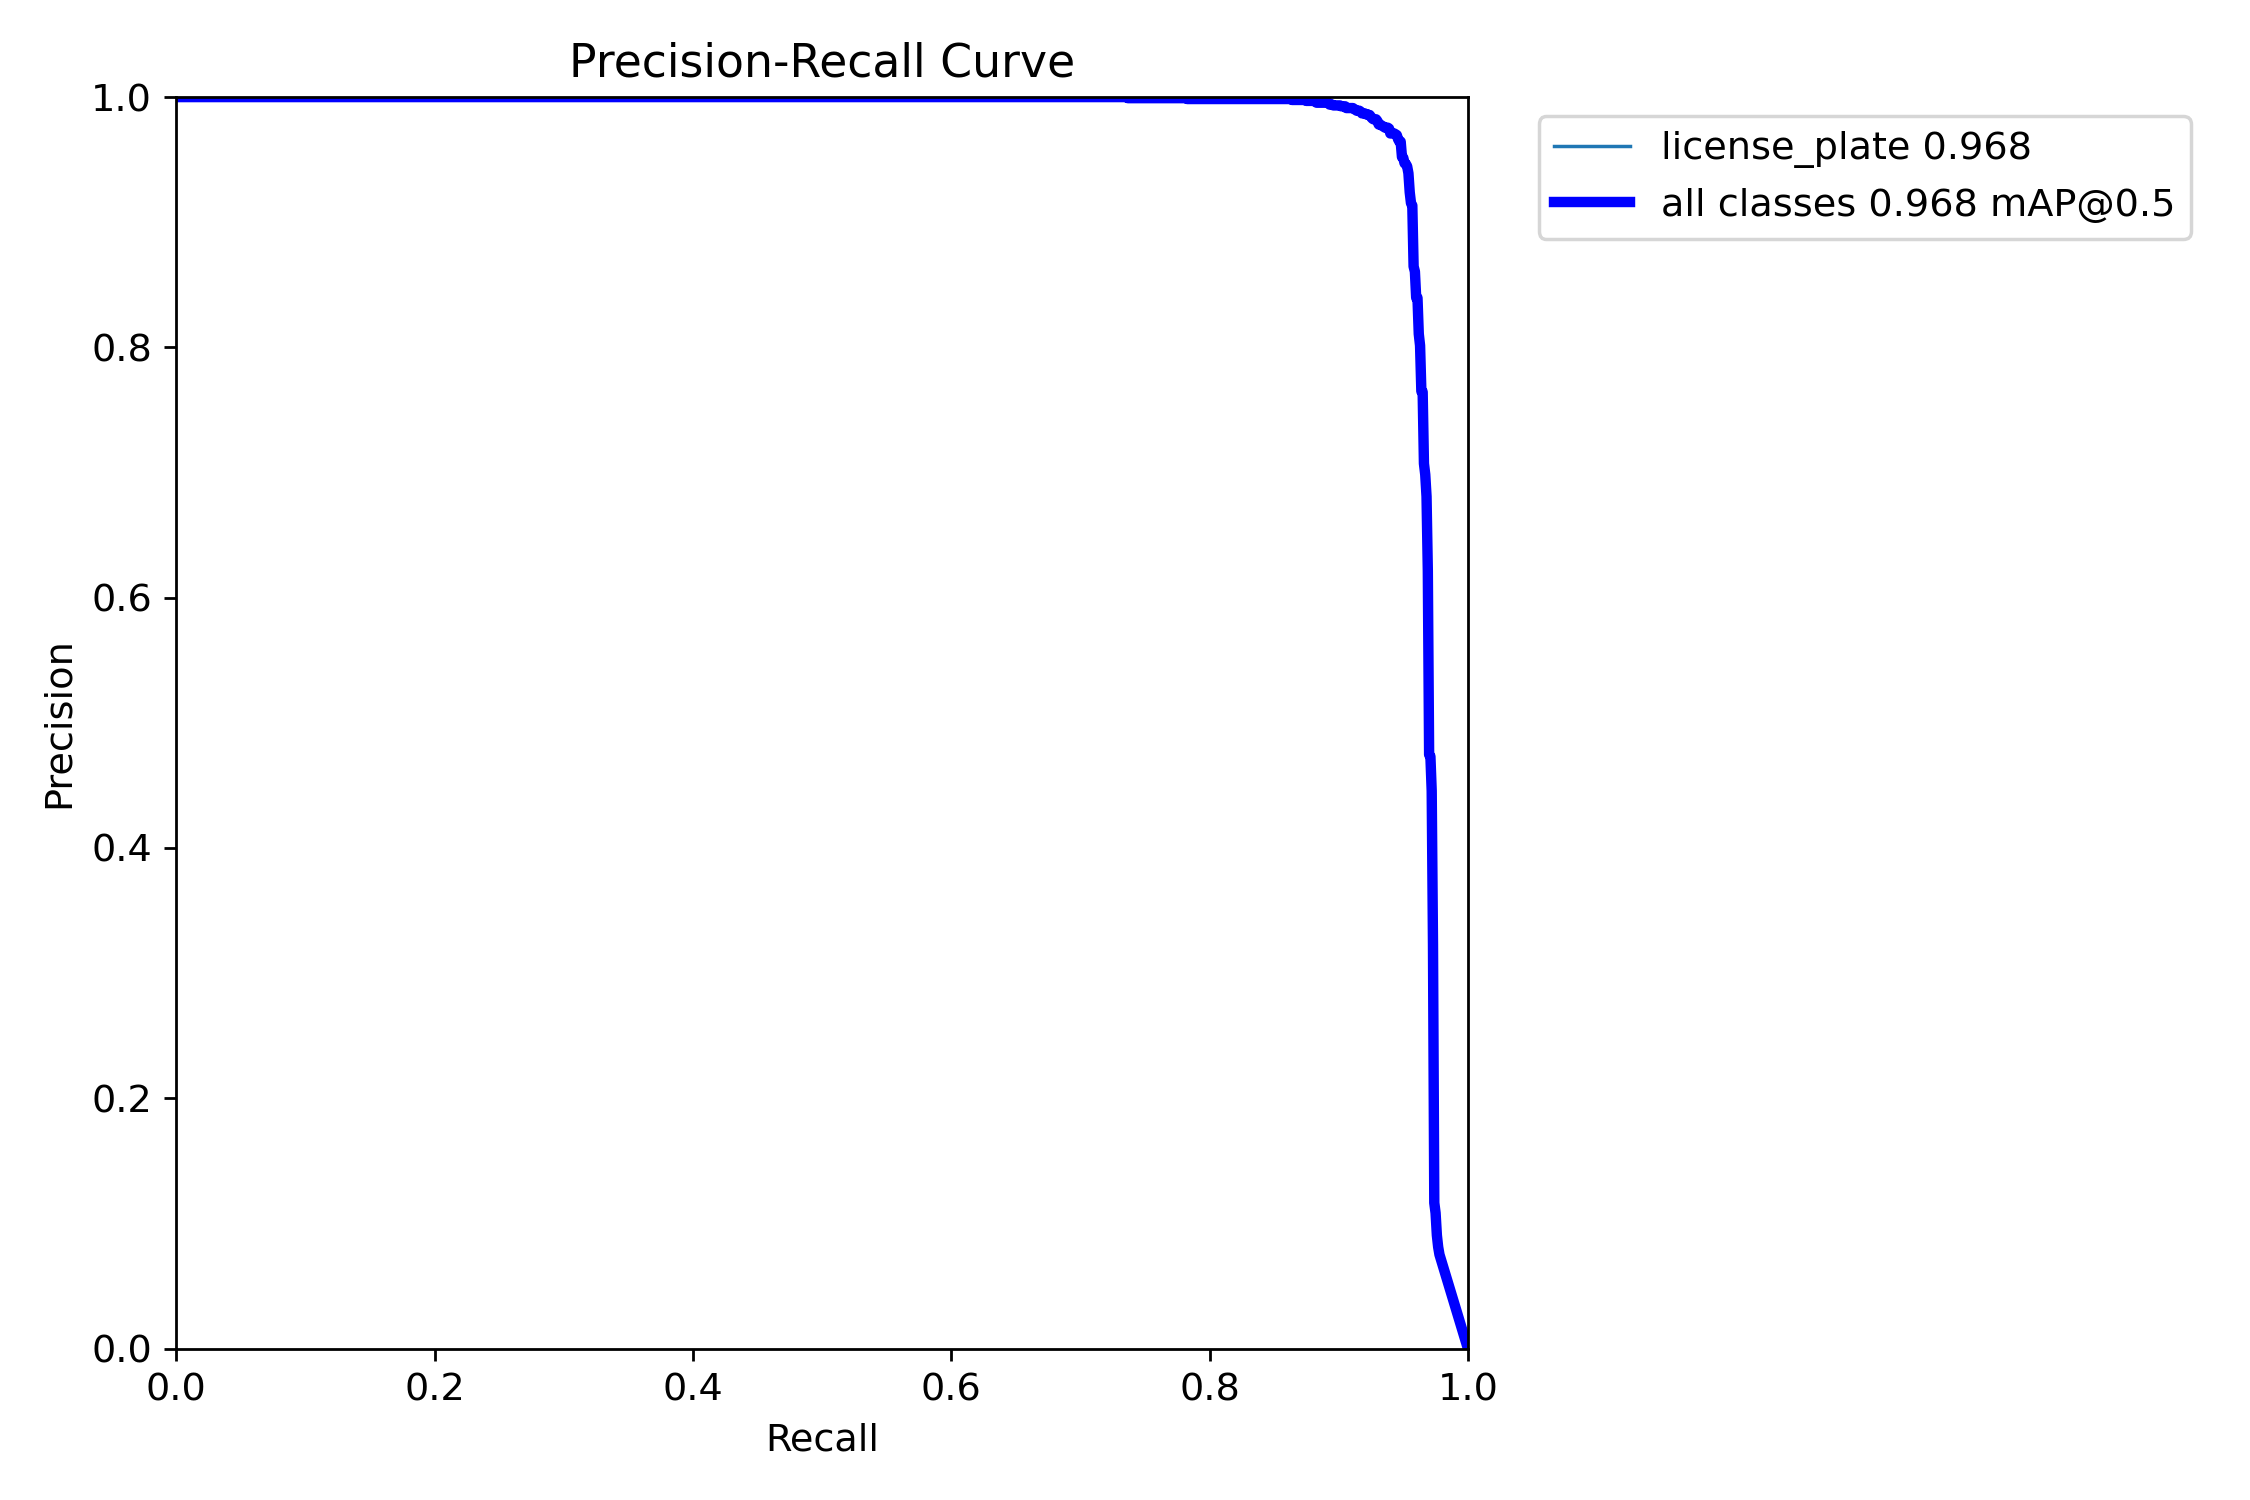 Precision-Recall Curve
1.0
0.8
0.6
0.4
0.2
0.0
Precision
0.0 0.2 0.4 0.6 0.8 1.0
Recall
license_plate 0.968
all classes 0.968 mAP@0.5